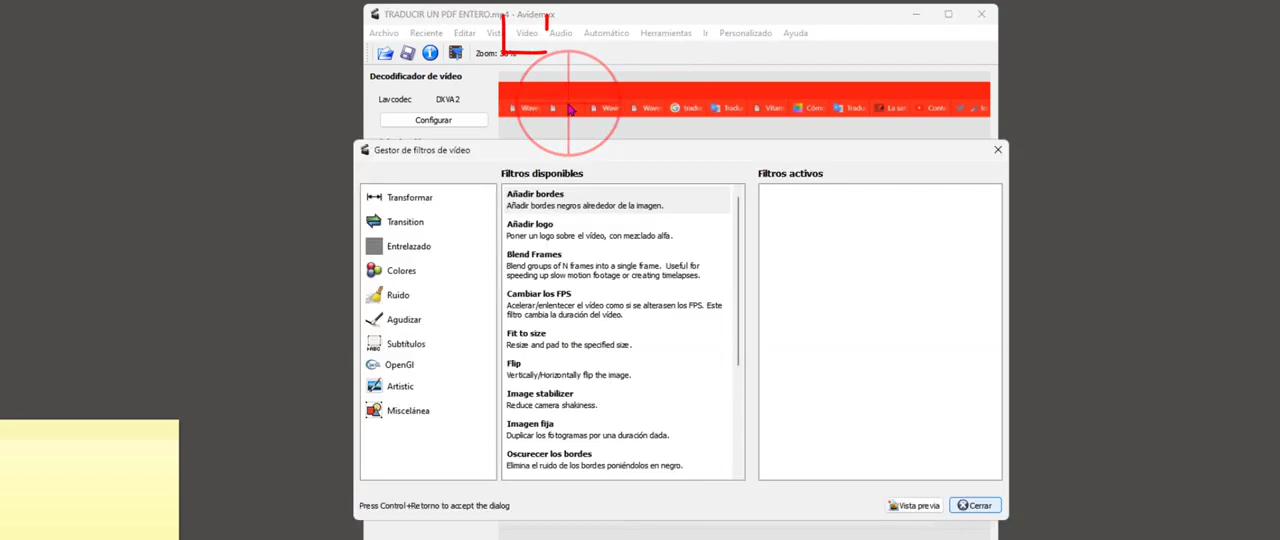 TRADUCIR UN PDF ENTERO.mp4 - Avidemux
Archivo Reciente Editar Vista Vídeo Audio Automático Herramientas Ir Personalizado Ayuda
Zoom:
Decodificador de vídeo
Lavcodec DXVA2
Configurar
Gestor de filtros de vídeo
Filtros disponibles
Filtros activos
Transformar
Transition
Entrelazado
Colores
Ruido
Agudizar
Subtítulos
OpenGl
Artistic
Miscelánea
Añadir bordes
Añadir bordes negros alrededor de la imagen.
Añadir logo
Poner un logo sobre el vídeo, con mezclado alfa.
Blend Frames
Blend groups of N frames into a single frame. Useful for
speeding up slow motion footage or creating timelapses.
Cambiar los FPS
Acelerar/enlentecer el vídeo como si se alterasen los FPS. Este
filtro cambia la duración del vídeo.
Fit to size
Resize and pad to the specified size.
Flip
Vertically/Horizontally flip the image.
Image stabilizer
Reduce camera shakiness.
Imagen fija
Duplicar los fotogramas por una duración dada.
Oscurecer los bordes
Elimina el ruido de los bordes poniéndolos en negro.
Press Control+Retorno to accept the dialog
Vista previa
Cerrar